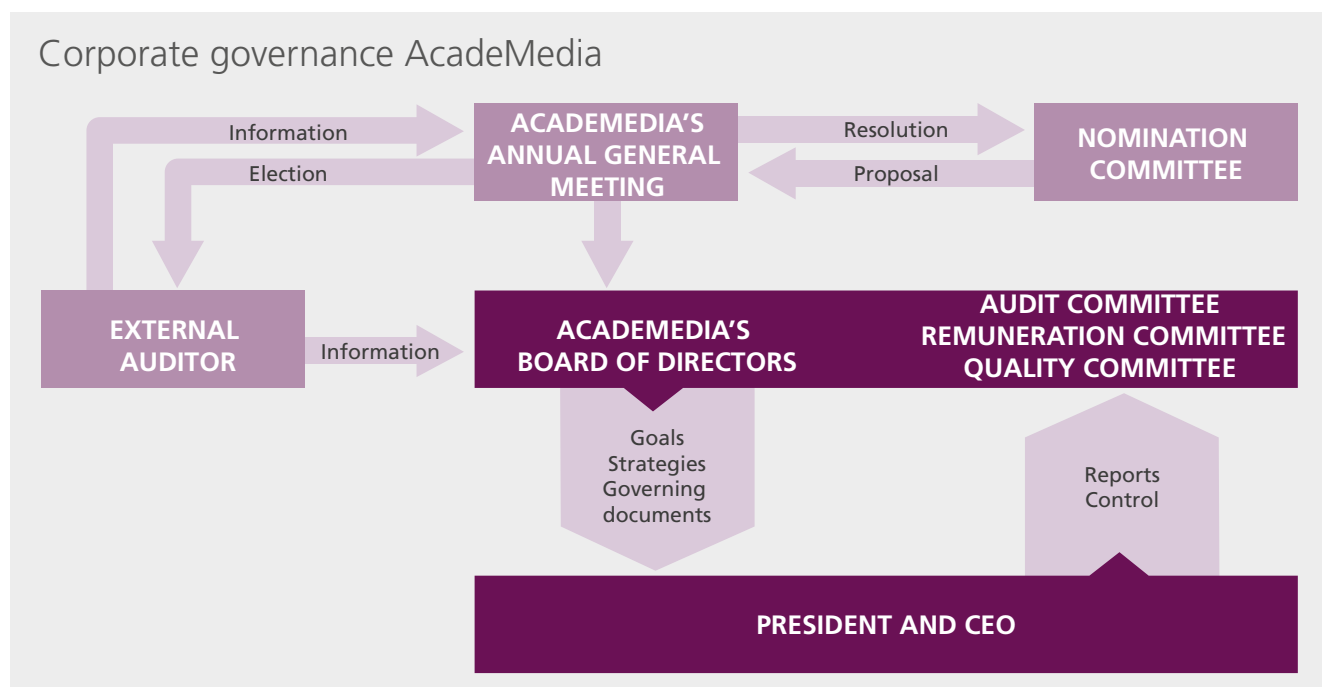 Corporate governance AcadeMedia
Information
Election
ACADEMEDIA'S
ANNUAL GENERAL
MEETING
Resolution
Proposal
NOMINATION
COMMITTEE
EXTERNAL
AUDITOR
Information
ACADEMEDIA'S
BOARD OF DIRECTORS
AUDIT COMMITTEE
REMUNERATION COMMITTEE
QUALITY COMMITTEE
Goals
Strategies
Governing
documents
Reports
Control
PRESIDENT AND CEO